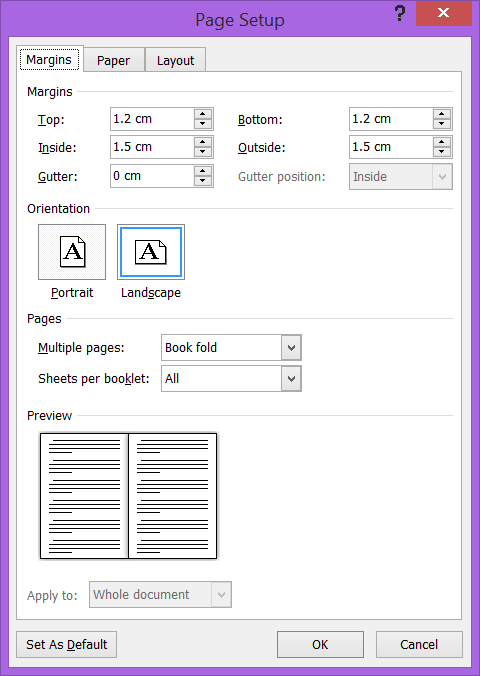 Page Setup
?
Margins Paper Layout
Margins
Top: 1.2 cm Bottom: 1.2 cm
Inside: 1.5 cm Outside: 1.5 cm
Gutter: 0 cm Gutter position: Inside
Orientation
A A
Portrait Landscape
Pages
Multiple pages: Book fold
Sheets per booklet: All
Preview
Apply to: Whole document
Set As Default OK Cancel